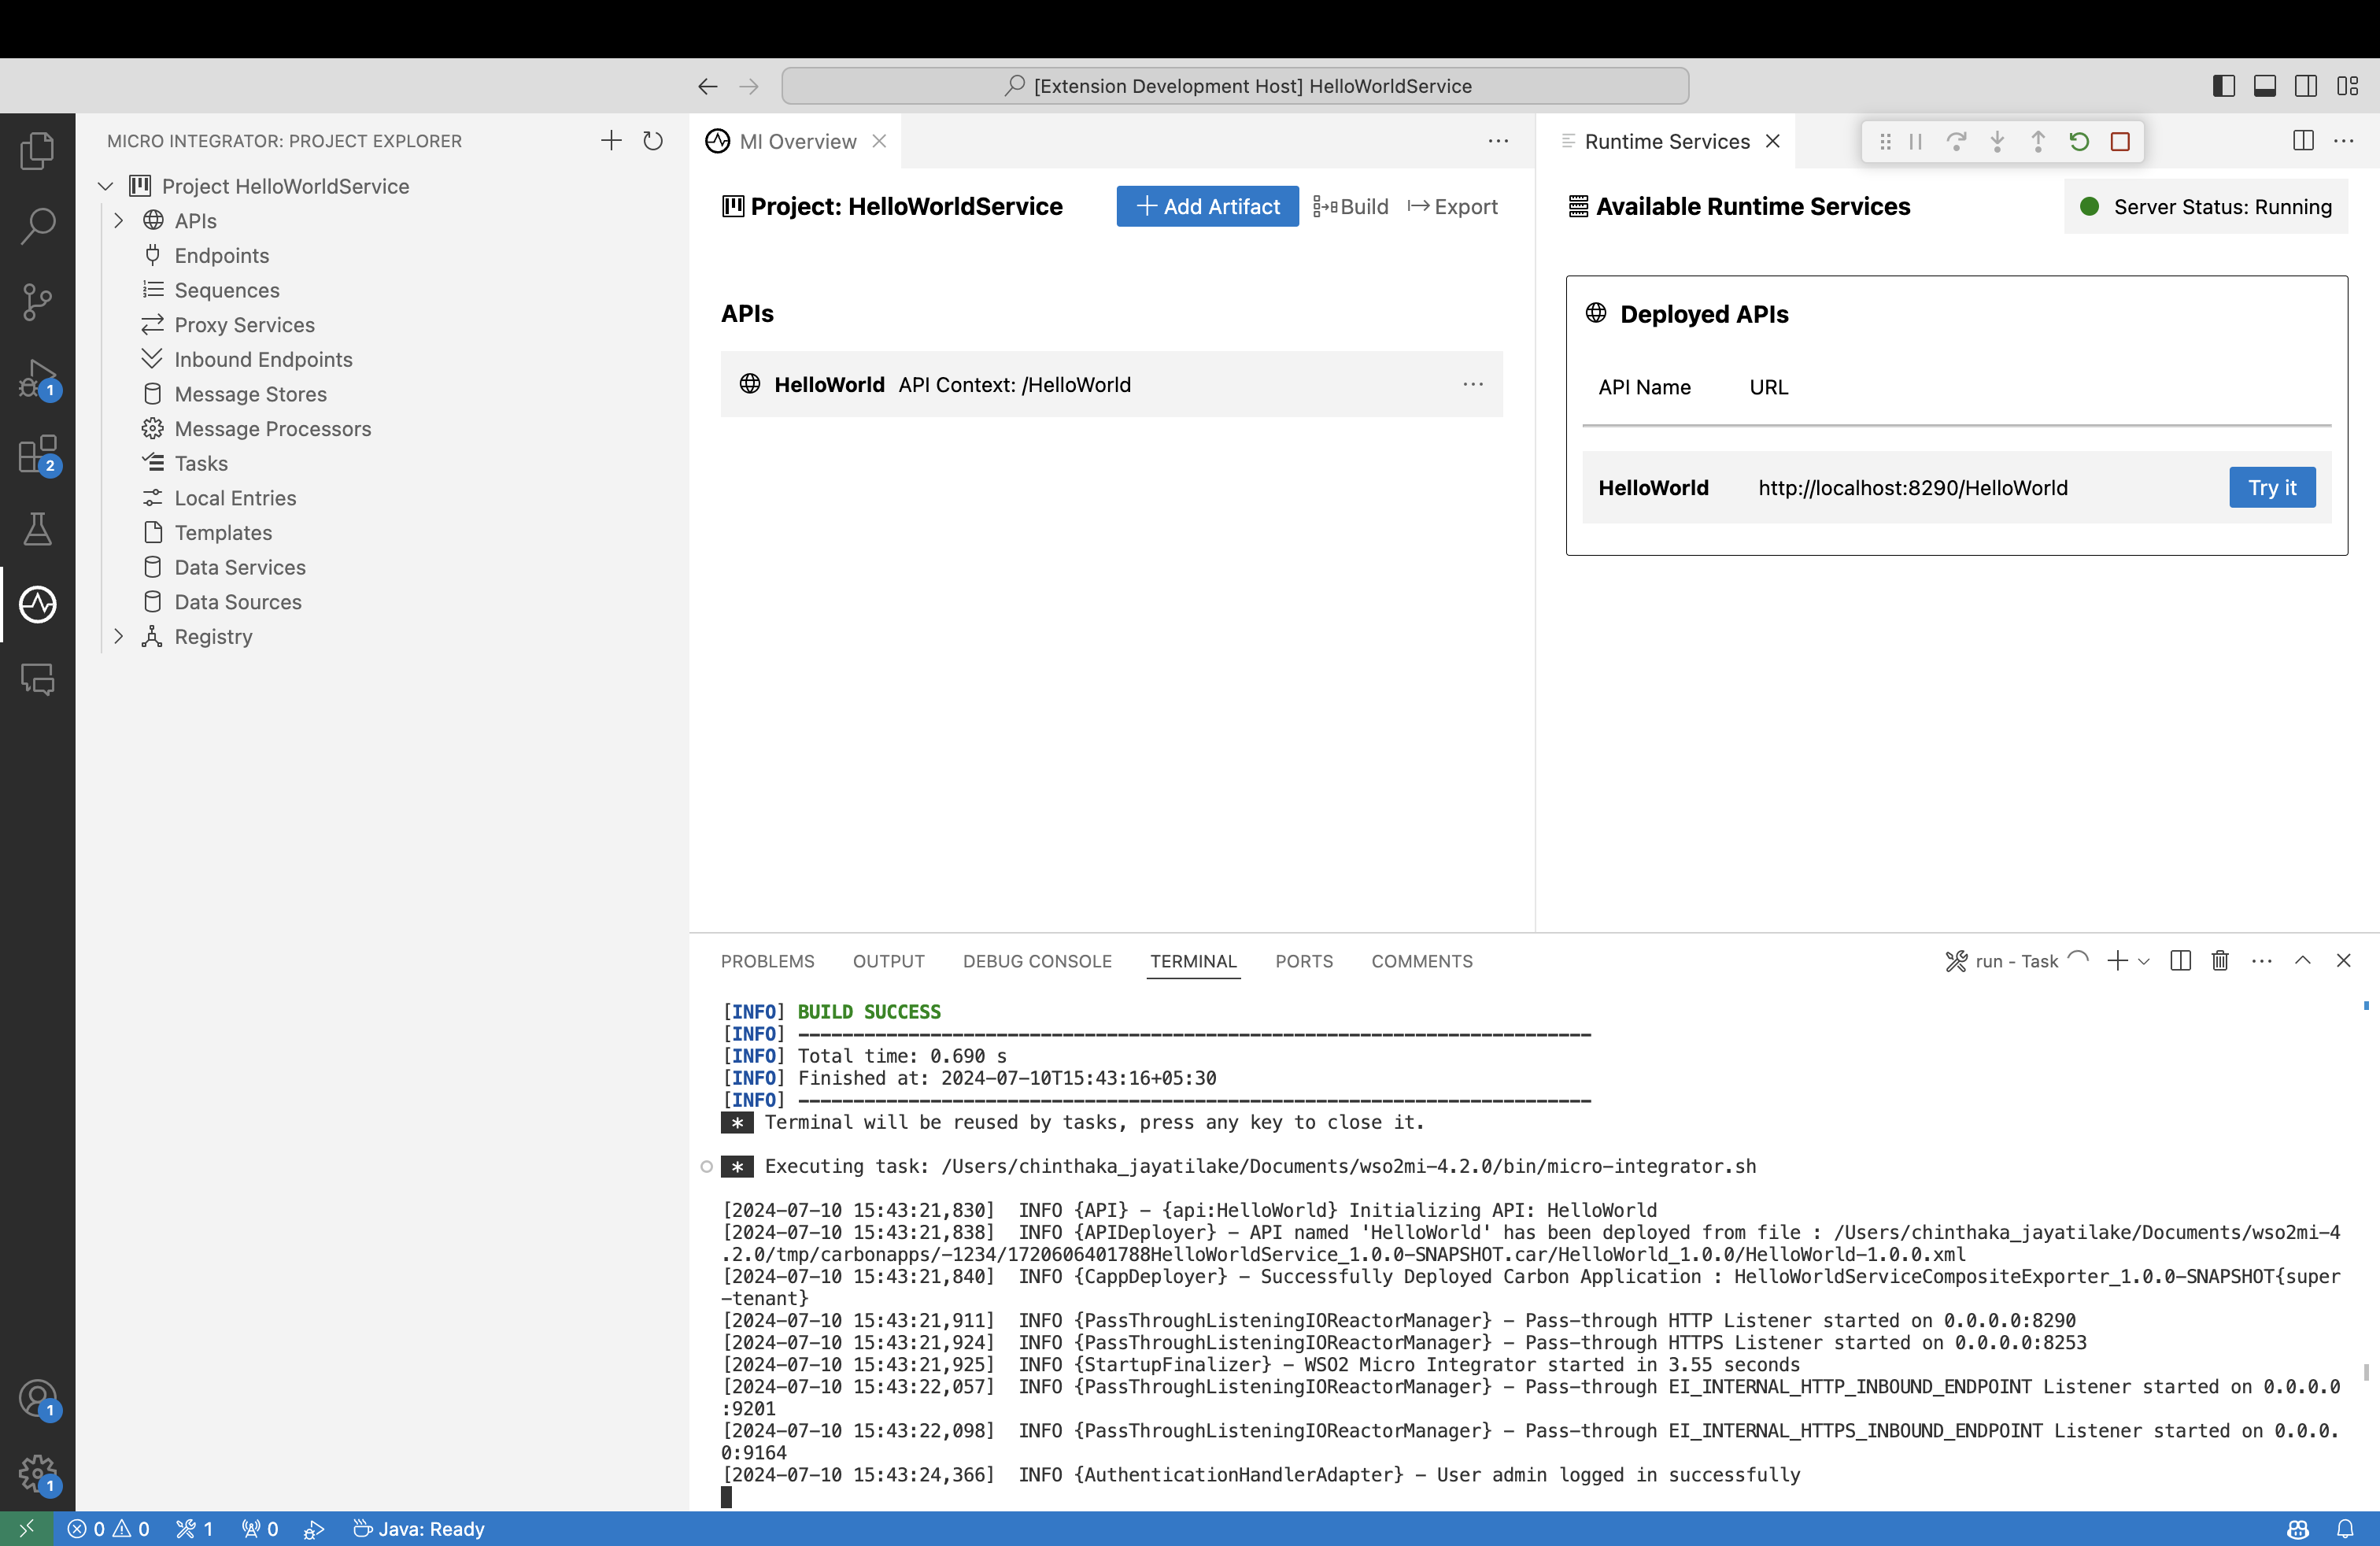 [Extension Development Host] HelloWorldService
MICRO INTEGRATOR: PROJECT EXPLORER
Project HelloWorldService
APIs
Endpoints
Sequences
Proxy Services
Inbound Endpoints
Message Stores
Message Processors
Tasks
Local Entries
Templates
Data Services
Data Sources
Registry
1
2
1
1
MI Overview
Project: HelloWorldService
Add Artifact
Build
Export
APIs
HelloWorld API Context: /HelloWorld
Runtime Services
Available Runtime Services
Server Status: Running
Deployed APIs
API Name URL
HelloWorld http://localhost:8290/HelloWorld Try it
PROBLEMS OUTPUT DEBUG CONSOLE TERMINAL PORTS COMMENTS
run - Task
[INFO] BUILD SUCCESS
[INFO] ------------------------------------------------------------------------
[INFO] Total time: 0.690 s
[INFO] Finished at: 2024-07-10T15:43:16+05:30
[INFO] ------------------------------------------------------------------------
* Terminal will be reused by tasks, press any key to close it.
* Executing task: /Users/chinthaka_jayatilake/Documents/wso2mi-4.2.0/bin/micro-integrator.sh
[2024-07-10 15:43:21,830] INFO {API} - {api:HelloWorld} Initializing API: HelloWorld
[2024-07-10 15:43:21,838] INFO {APIDeployer} - API named 'HelloWorld' has been deployed from file : /Users/chinthaka_jayatilake/Documents/wso2mi-4
.2.0/tmp/carbonapps/-1234/1720606401788HelloWorldService_1.0.0-SNAPSHOT.car/HelloWorld_1.0.0/HelloWorld-1.0.0.xml
[2024-07-10 15:43:21,840] INFO {CappDeployer} - Successfully Deployed Carbon Application : HelloWorldServiceCompositeExporter_1.0.0-SNAPSHOT{super
-tenant}
[2024-07-10 15:43:21,911] INFO {PassThroughListeningIOReactorManager} - Pass-through HTTP Listener started on 0.0.0.0:8290
[2024-07-10 15:43:21,924] INFO {PassThroughListeningIOReactorManager} - Pass-through HTTPS Listener started on 0.0.0.0:8253
[2024-07-10 15:43:21,925] INFO {StartupFinalizer} - WSO2 Micro Integrator started in 3.55 seconds
[2024-07-10 15:43:22,057] INFO {PassThroughListeningIOReactorManager} - Pass-through EI_INTERNAL_HTTP_INBOUND_ENDPOINT Listener started on 0.0.0.0
:9201
[2024-07-10 15:43:22,098] INFO {PassThroughListeningIOReactorManager} - Pass-through EI_INTERNAL_HTTPS_INBOUND_ENDPOINT Listener started on 0.0.0.
0:9164
[2024-07-10 15:43:24,366] INFO {AuthenticationHandlerAdapter} - User admin logged in successfully
0 0 1 0 Java: Ready